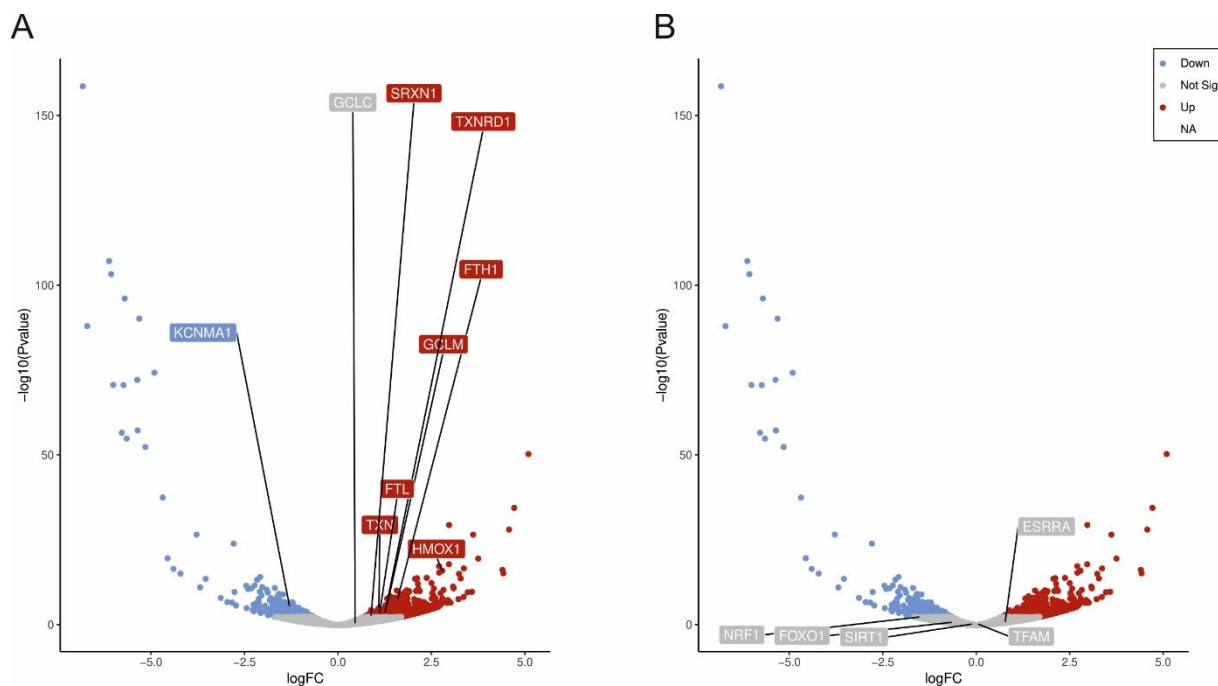 A
−log10(Pvalue)
150
100
50
0
GCLC
SRXN1
TXNRD1
FTH1
KCNMA1
GCLM
FTL
TXN
HMOX1
−5.0
−2.5
0.0
2.5
5.0
logFC
B
Down
Not Sig
Up
NA
−log10(Pvalue)
150
100
50
0
ESRRA
NRF1
FOXO1
SIRT1
TFAM
−5.0
−2.5
0.0
2.5
5.0
logFC